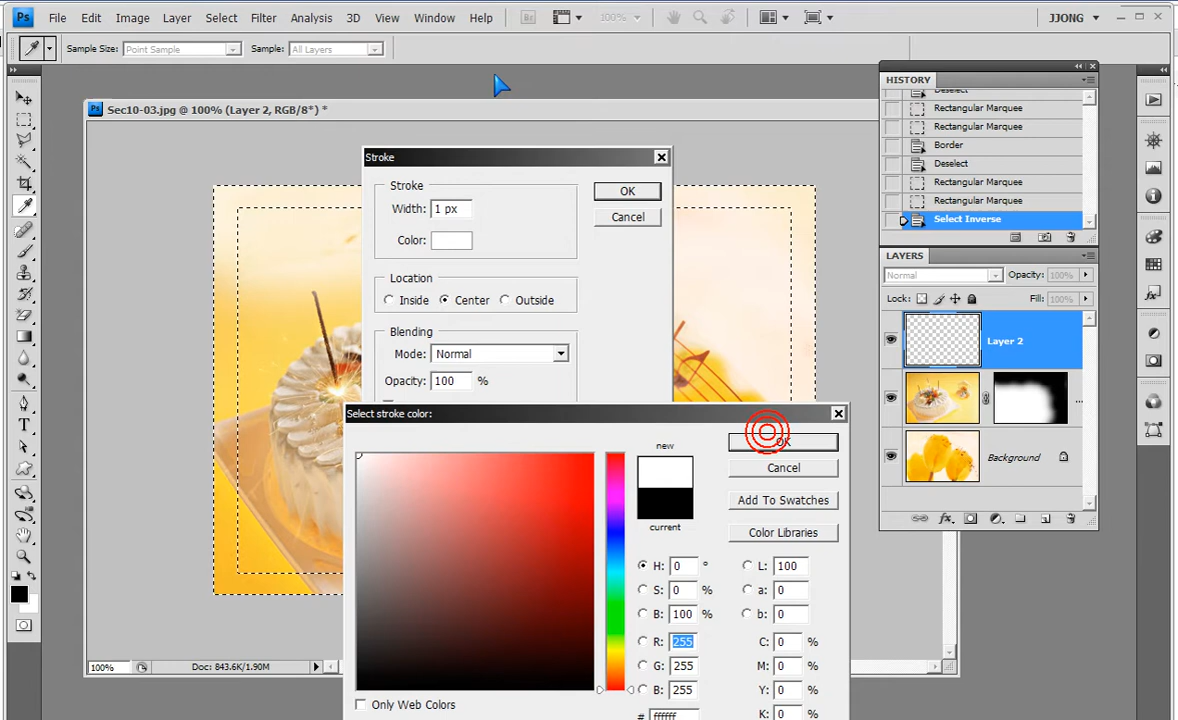 Ps File Edit Image Layer Select Filter Analysis 3D View Window Help Br 100% JJONG
Sample Size: Point Sample Sample: All Layers
Ps Sec10-03.jpg @ 100% (Layer 2, RGB/8*) *
Stroke
Stroke
Width: 1 px
Color:
OK
Cancel
Location
Inside Center Outside
Blending
Mode: Normal
Opacity: 100 %
Select stroke color:
new
current
OK
Cancel
Add To Swatches
Color Libraries
H: 0 °
S: 0 %
B: 100 %
R: 255
G: 255
B: 255
# ffffff
L: 100
a: 0
b: 0
C: 0 %
M: 0 %
Y: 0 %
K: 0 %
Only Web Colors
100% Doc: 843.6K/1.90M
HISTORY
Deselect
Rectangular Marquee
Rectangular Marquee
Border
Deselect
Rectangular Marquee
Rectangular Marquee
Select Inverse
LAYERS
Normal Opacity: 100%
Lock: Fill: 100%
Layer 2
...
Background
fx